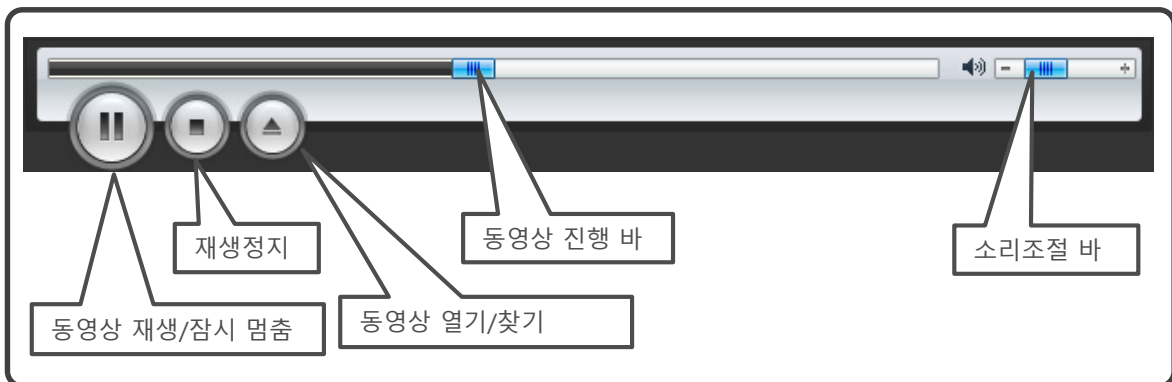 재생정지
동영상 진행 바
소리조절 바
동영상 재생/잠시 멈춤
동영상 열기/찾기